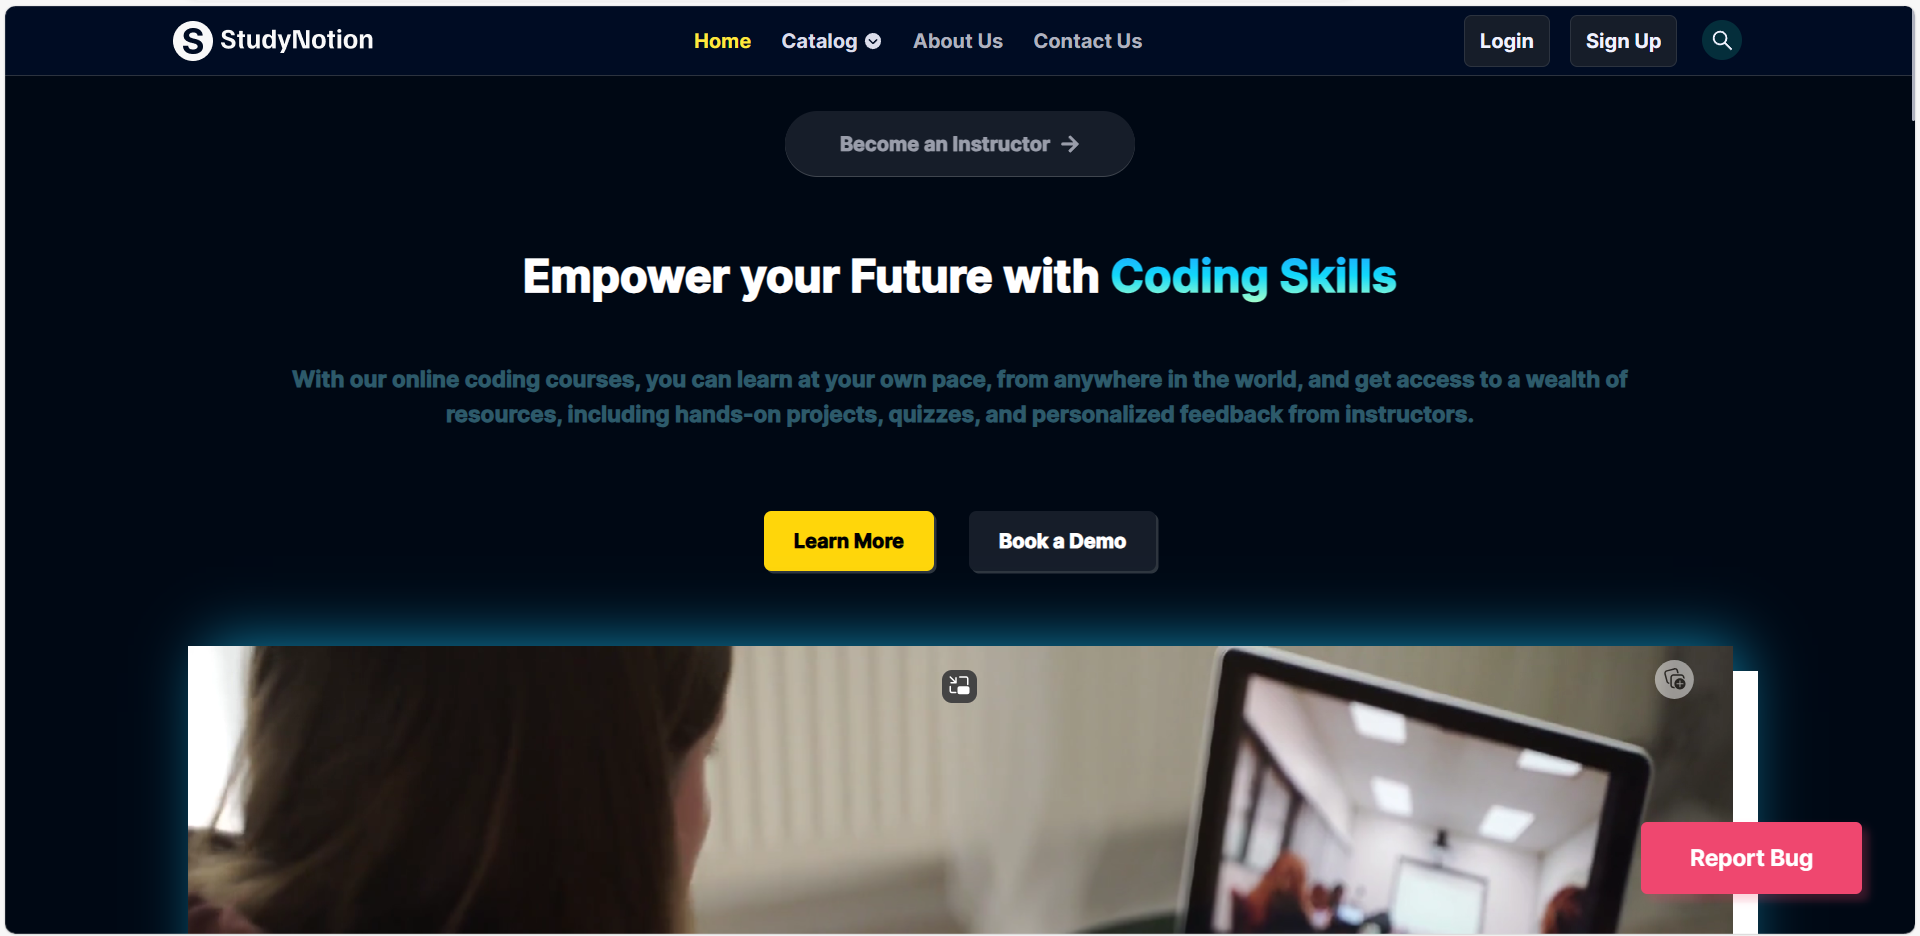 S StudyNotion
Home Catalog About Us Contact Us
Login Sign Up
Become an Instructor →
Empower your Future with Coding Skills
With our online coding courses, you can learn at your own pace, from anywhere in the world, and get access to a wealth of
resources, including hands-on projects, quizzes, and personalized feedback from instructors.
Learn More Book a Demo
Report Bug